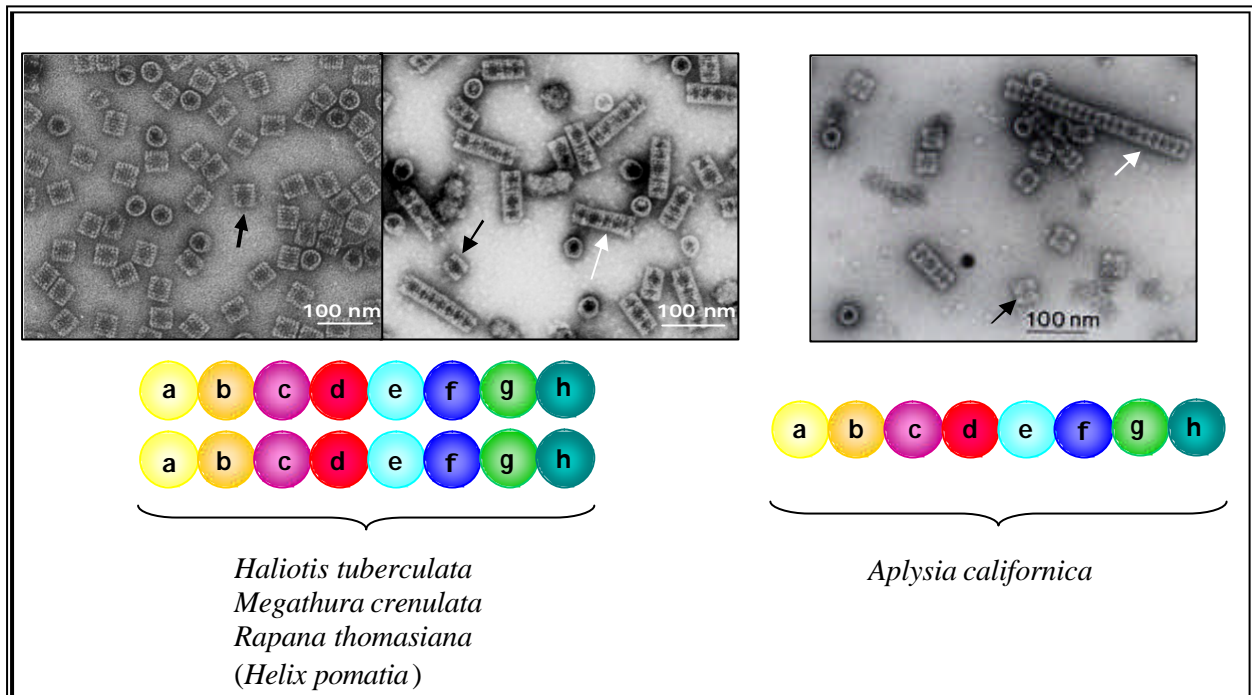 100 nm
100 nm
100 nm
a b c d e f g h
a b c d e f g h
a b c d e f g h
Haliotis tuberculata
Megathura crenulata
Rapana thomasiana
(Helix pomatia)
Aplysia californica